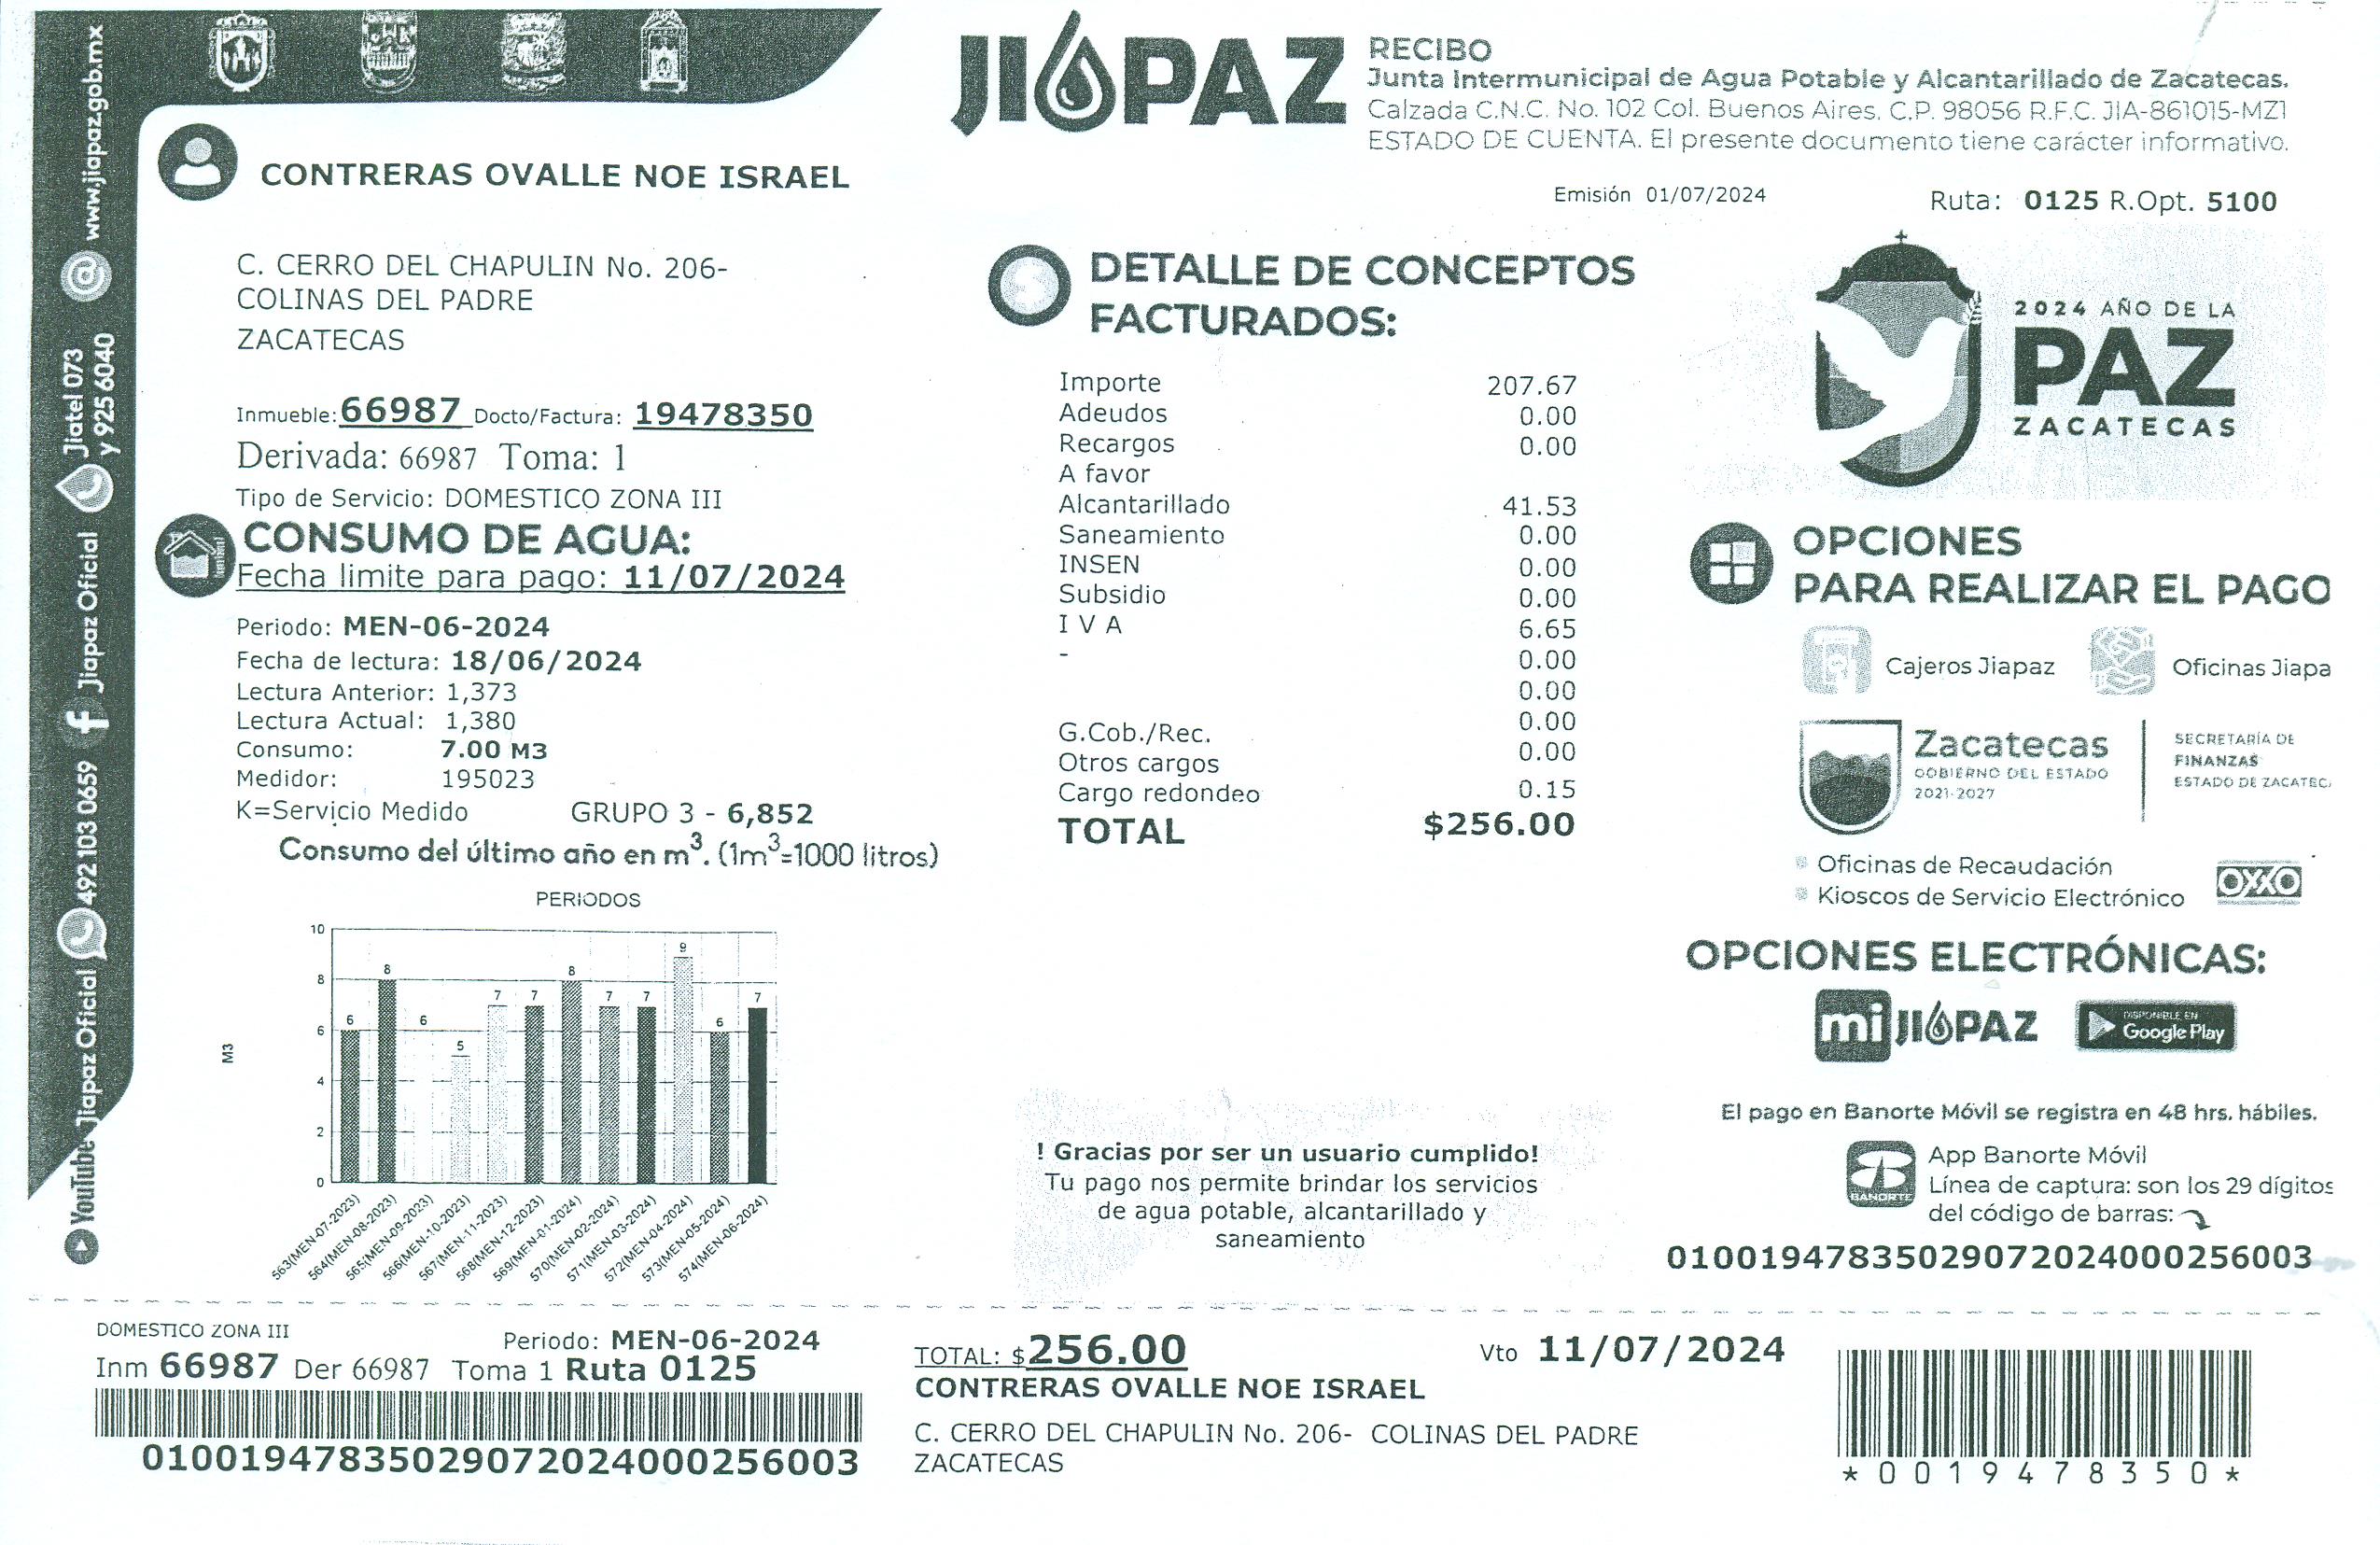 www.jiapaz.gob.mx
Jiatel 073
y 925 6040
Jiapaz Oficial
492 103 0659
YouTube Jiapaz Oficial
JIAPAZ
RECIBO
Junta Intermunicipal de Agua Potable y Alcantarillado de Zacatecas.
Calzada C.N.C. No. 102 Col. Buenos Aires. C.P. 98056 R.F.C. JIA-861015-MZ1
ESTADO DE CUENTA. El presente documento tiene carácter informativo.
Emisión 01/07/2024
Ruta: 0125 R.Opt. 5100
CONTRERAS OVALLE NOE ISRAEL
C. CERRO DEL CHAPULIN No. 206-
COLINAS DEL PADRE
ZACATECAS
Inmueble: 66987 Docto/Factura: 19478350
Derivada: 66987 Toma: 1
Tipo de Servicio: DOMESTICO ZONA III
CONSUMO DE AGUA:
Fecha limite para pago: 11/07/2024
Periodo: MEN-06-2024
Fecha de lectura: 18/06/2024
Lectura Anterior: 1,373
Lectura Actual: 1,380
Consumo: 7.00 M3
Medidor: 195023
K=Servicio Medido GRUPO 3 - 6,852
Consumo del último año en m³. (1m³=1000 litros)
PERIODOS
M3
10
8
6
4
2
0
6 8 6 5 7 7 8 7 7 9 6 7
563(MEN-07-2023)
564(MEN-08-2023)
565(MEN-09-2023)
566(MEN-10-2023)
567(MEN-11-2023)
568(MEN-12-2023)
569(MEN-01-2024)
570(MEN-02-2024)
571(MEN-03-2024)
572(MEN-04-2024)
573(MEN-05-2024)
574(MEN-06-2024)
DETALLE DE CONCEPTOS
FACTURADOS:
Importe 207.67
Adeudos 0.00
Recargos 0.00
A favor
Alcantarillado 41.53
Saneamiento 0.00
INSEN 0.00
Subsidio 0.00
I V A 6.65
- 0.00
0.00
G.Cob./Rec. 0.00
Otros cargos 0.00
Cargo redondeo 0.15
TOTAL $256.00
! Gracias por ser un usuario cumplido!
Tu pago nos permite brindar los servicios
de agua potable, alcantarillado y
saneamiento
2024 AÑO DE LA
PAZ
ZACATECAS
OPCIONES
PARA REALIZAR EL PAGO
Cajeros Jiapaz
Oficinas Jiapa
Zacatecas
GOBIERNO DEL ESTADO
2021-2027
SECRETARÍA DE
FINANZAS
ESTADO DE ZACATEC
Oficinas de Recaudación
Kioscos de Servicio Electrónico
OXXO
OPCIONES ELECTRÓNICAS:
mi JIAPAZ
DISPONIBLE EN
Google Play
El pago en Banorte Móvil se registra en 48 hrs. hábiles.
BANORTE
App Banorte Móvil
Línea de captura: son los 29 dígitos
del código de barras:
01001947835029072024000256003
DOMESTICO ZONA III
Periodo: MEN-06-2024
Inm 66987 Der 66987 Toma 1 Ruta 0125
01001947835029072024000256003
TOTAL: $256.00
Vto 11/07/2024
CONTRERAS OVALLE NOE ISRAEL
C. CERRO DEL CHAPULIN No. 206- COLINAS DEL PADRE
ZACATECAS
*0019478350*